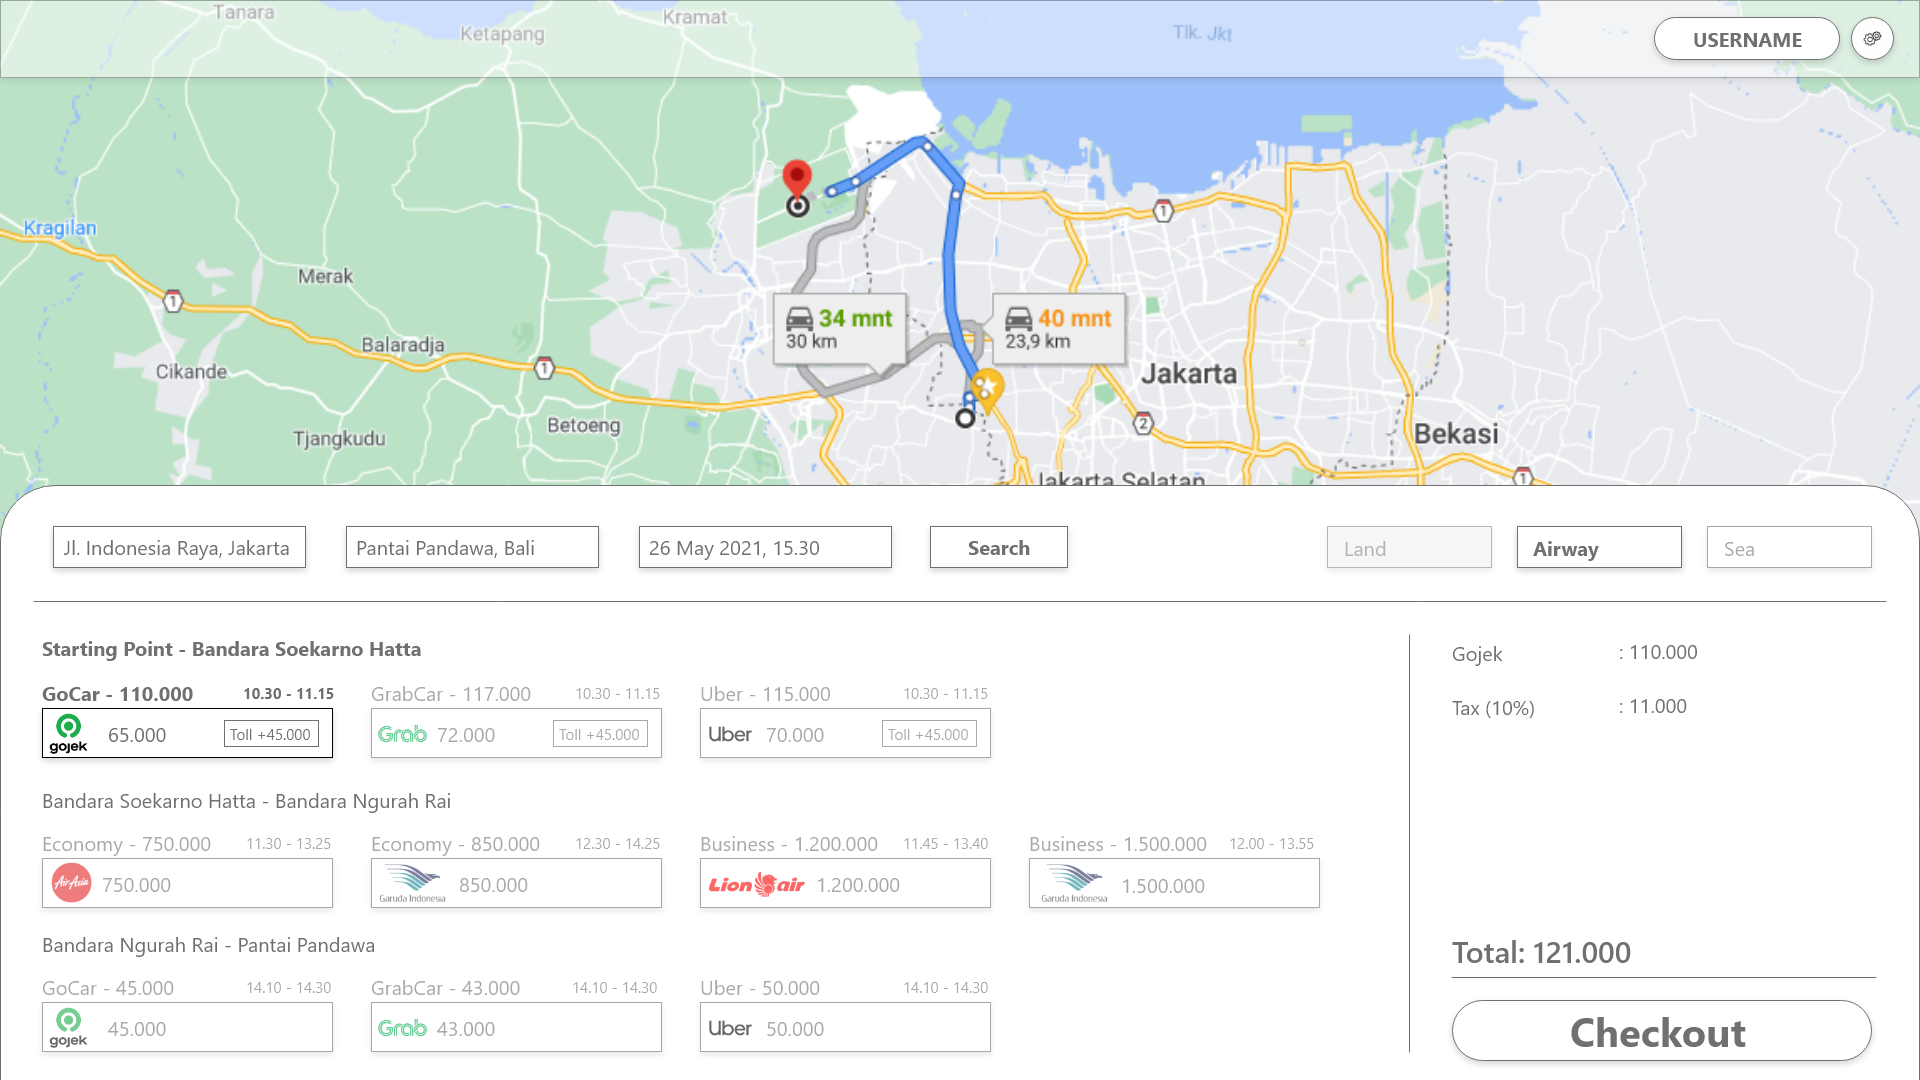 Tanara
Kramat
Ketapang
Tlk. Jkt
USERNAME
Kragilan
1
Merak
1
34 mnt
30 km
40 mnt
23,9 km
Balaradja
Cikande
1
Jakarta
2
Betoeng
Tjangkudu
Bekasi
1
Jakarta Selatan
Jl. Indonesia Raya, Jakarta
Pantai Pandawa, Bali
26 May 2021, 15.30
Search
Land
Airway
Sea
Starting Point - Bandara Soekarno Hatta
GoCar - 110.000 10.30 - 11.15
gojek 65.000 Toll +45.000
GrabCar - 117.000 10.30 - 11.15
Grab 72.000 Toll +45.000
Uber - 115.000 10.30 - 11.15
Uber 70.000 Toll +45.000
Bandara Soekarno Hatta - Bandara Ngurah Rai
Economy - 750.000 11.30 - 13.25
AirAsia 750.000
Economy - 850.000 12.30 - 14.25
Garuda Indonesia 850.000
Business - 1.200.000 11.45 - 13.40
Lion air 1.200.000
Business - 1.500.000 12.00 - 13.55
Garuda Indonesia 1.500.000
Bandara Ngurah Rai - Pantai Pandawa
GoCar - 45.000 14.10 - 14.30
gojek 45.000
GrabCar - 43.000 14.10 - 14.30
Grab 43.000
Uber - 50.000 14.10 - 14.30
Uber 50.000
Gojek : 110.000
Tax (10%) : 11.000
Total: 121.000
Checkout